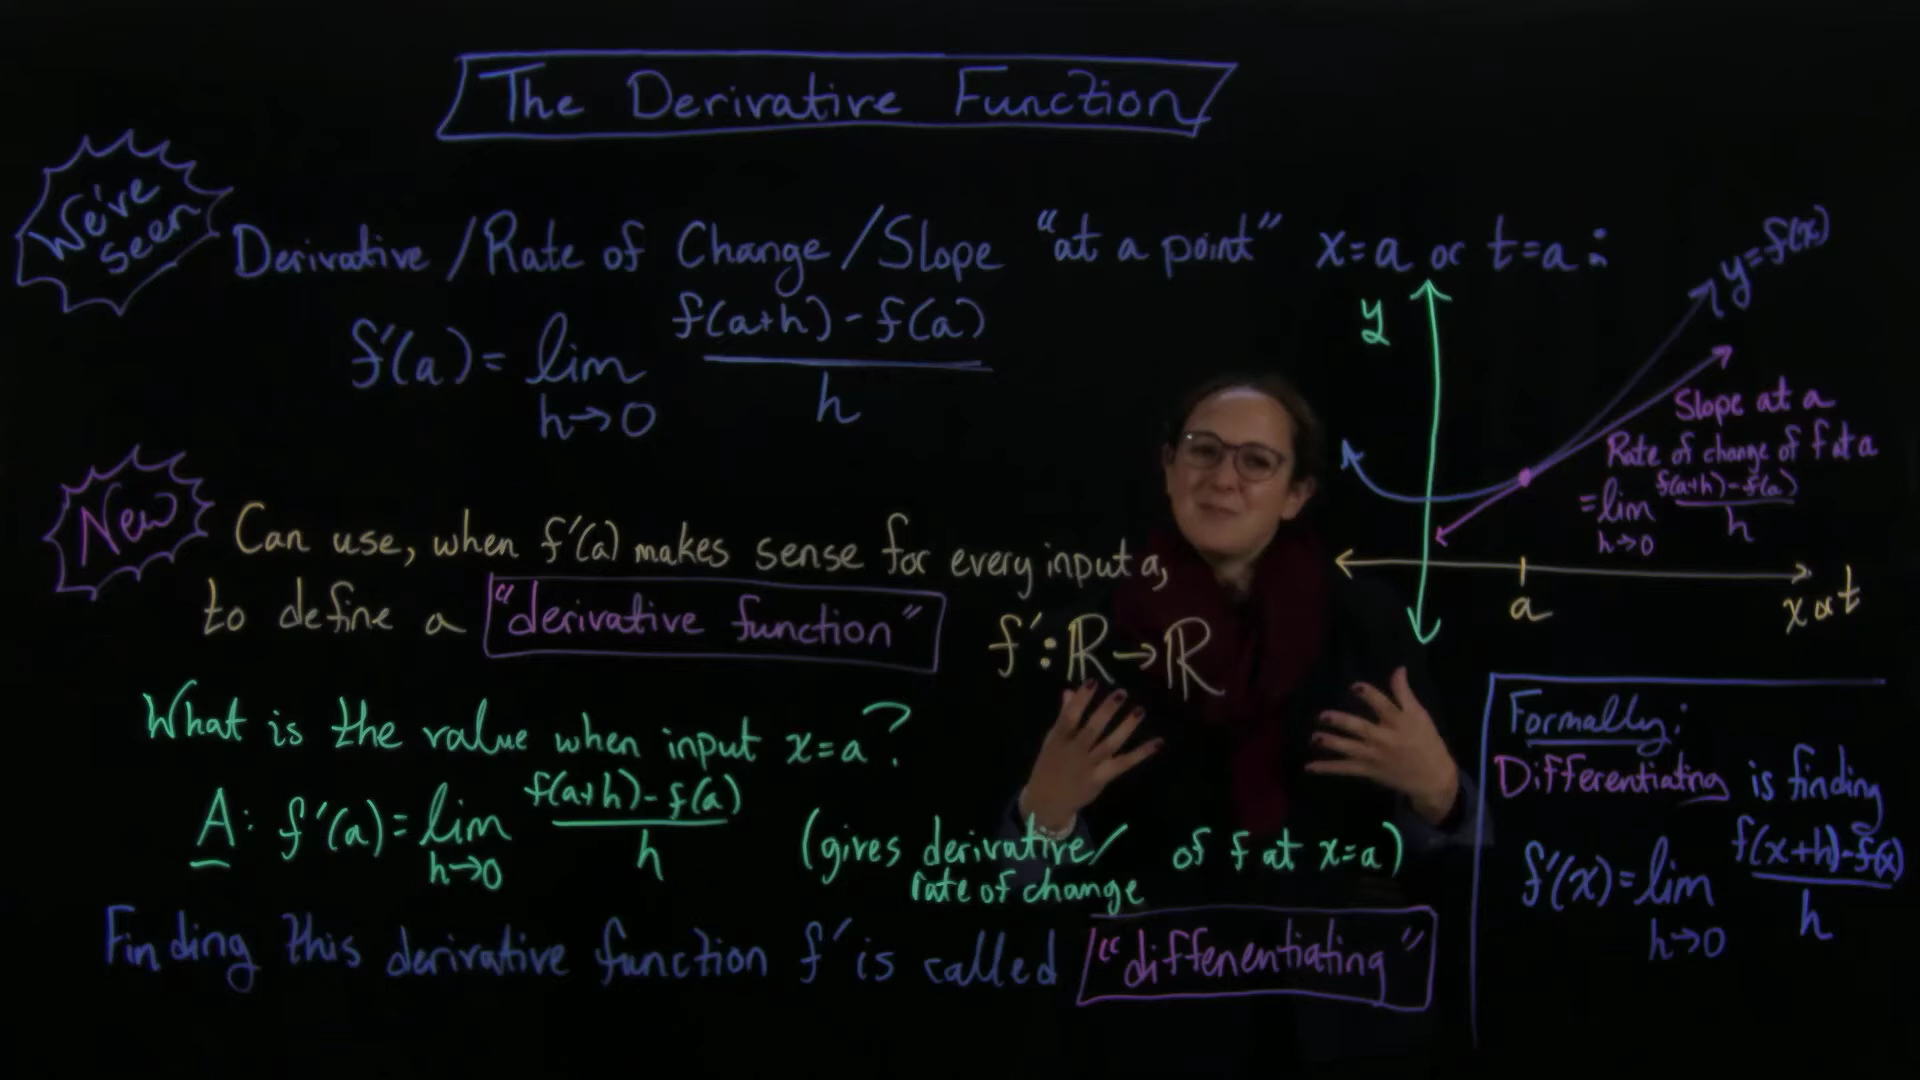 The Derivative Function
We've seen
Derivative/Rate of Change/Slope "at a point" x=a or t=a:
f'(a) = lim h→0 f(a+h)-f(a) / h
y
y=f(x)
Slope at a
Rate of change of f at a
= lim h→0 f(a+h)-f(a) / h
a
x or t
New
Can use, when f'(a) makes sense for every input a,
to define a "derivative function" f':ℝ→ℝ
What is the value when input x=a?
A: f'(a) = lim h→0 f(a+h)-f(a) / h (gives derivative/rate of change of f at x=a)
Finding this derivative function f' is called "diffenentiating"
Formally:
Differentiating is finding
f'(x) = lim h→0 f(x+h)-f(x) / h